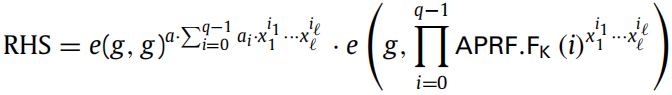 RHS = e(g, g)^{a·∑_{i=0}^{q−1} a_i·x_1^{i_1}···x_ℓ^{i_ℓ}} · e(g, ∏_{i=0}^{q−1} APRF.F_K (i)^{x_1^{i_1}···x_ℓ^{i_ℓ}})